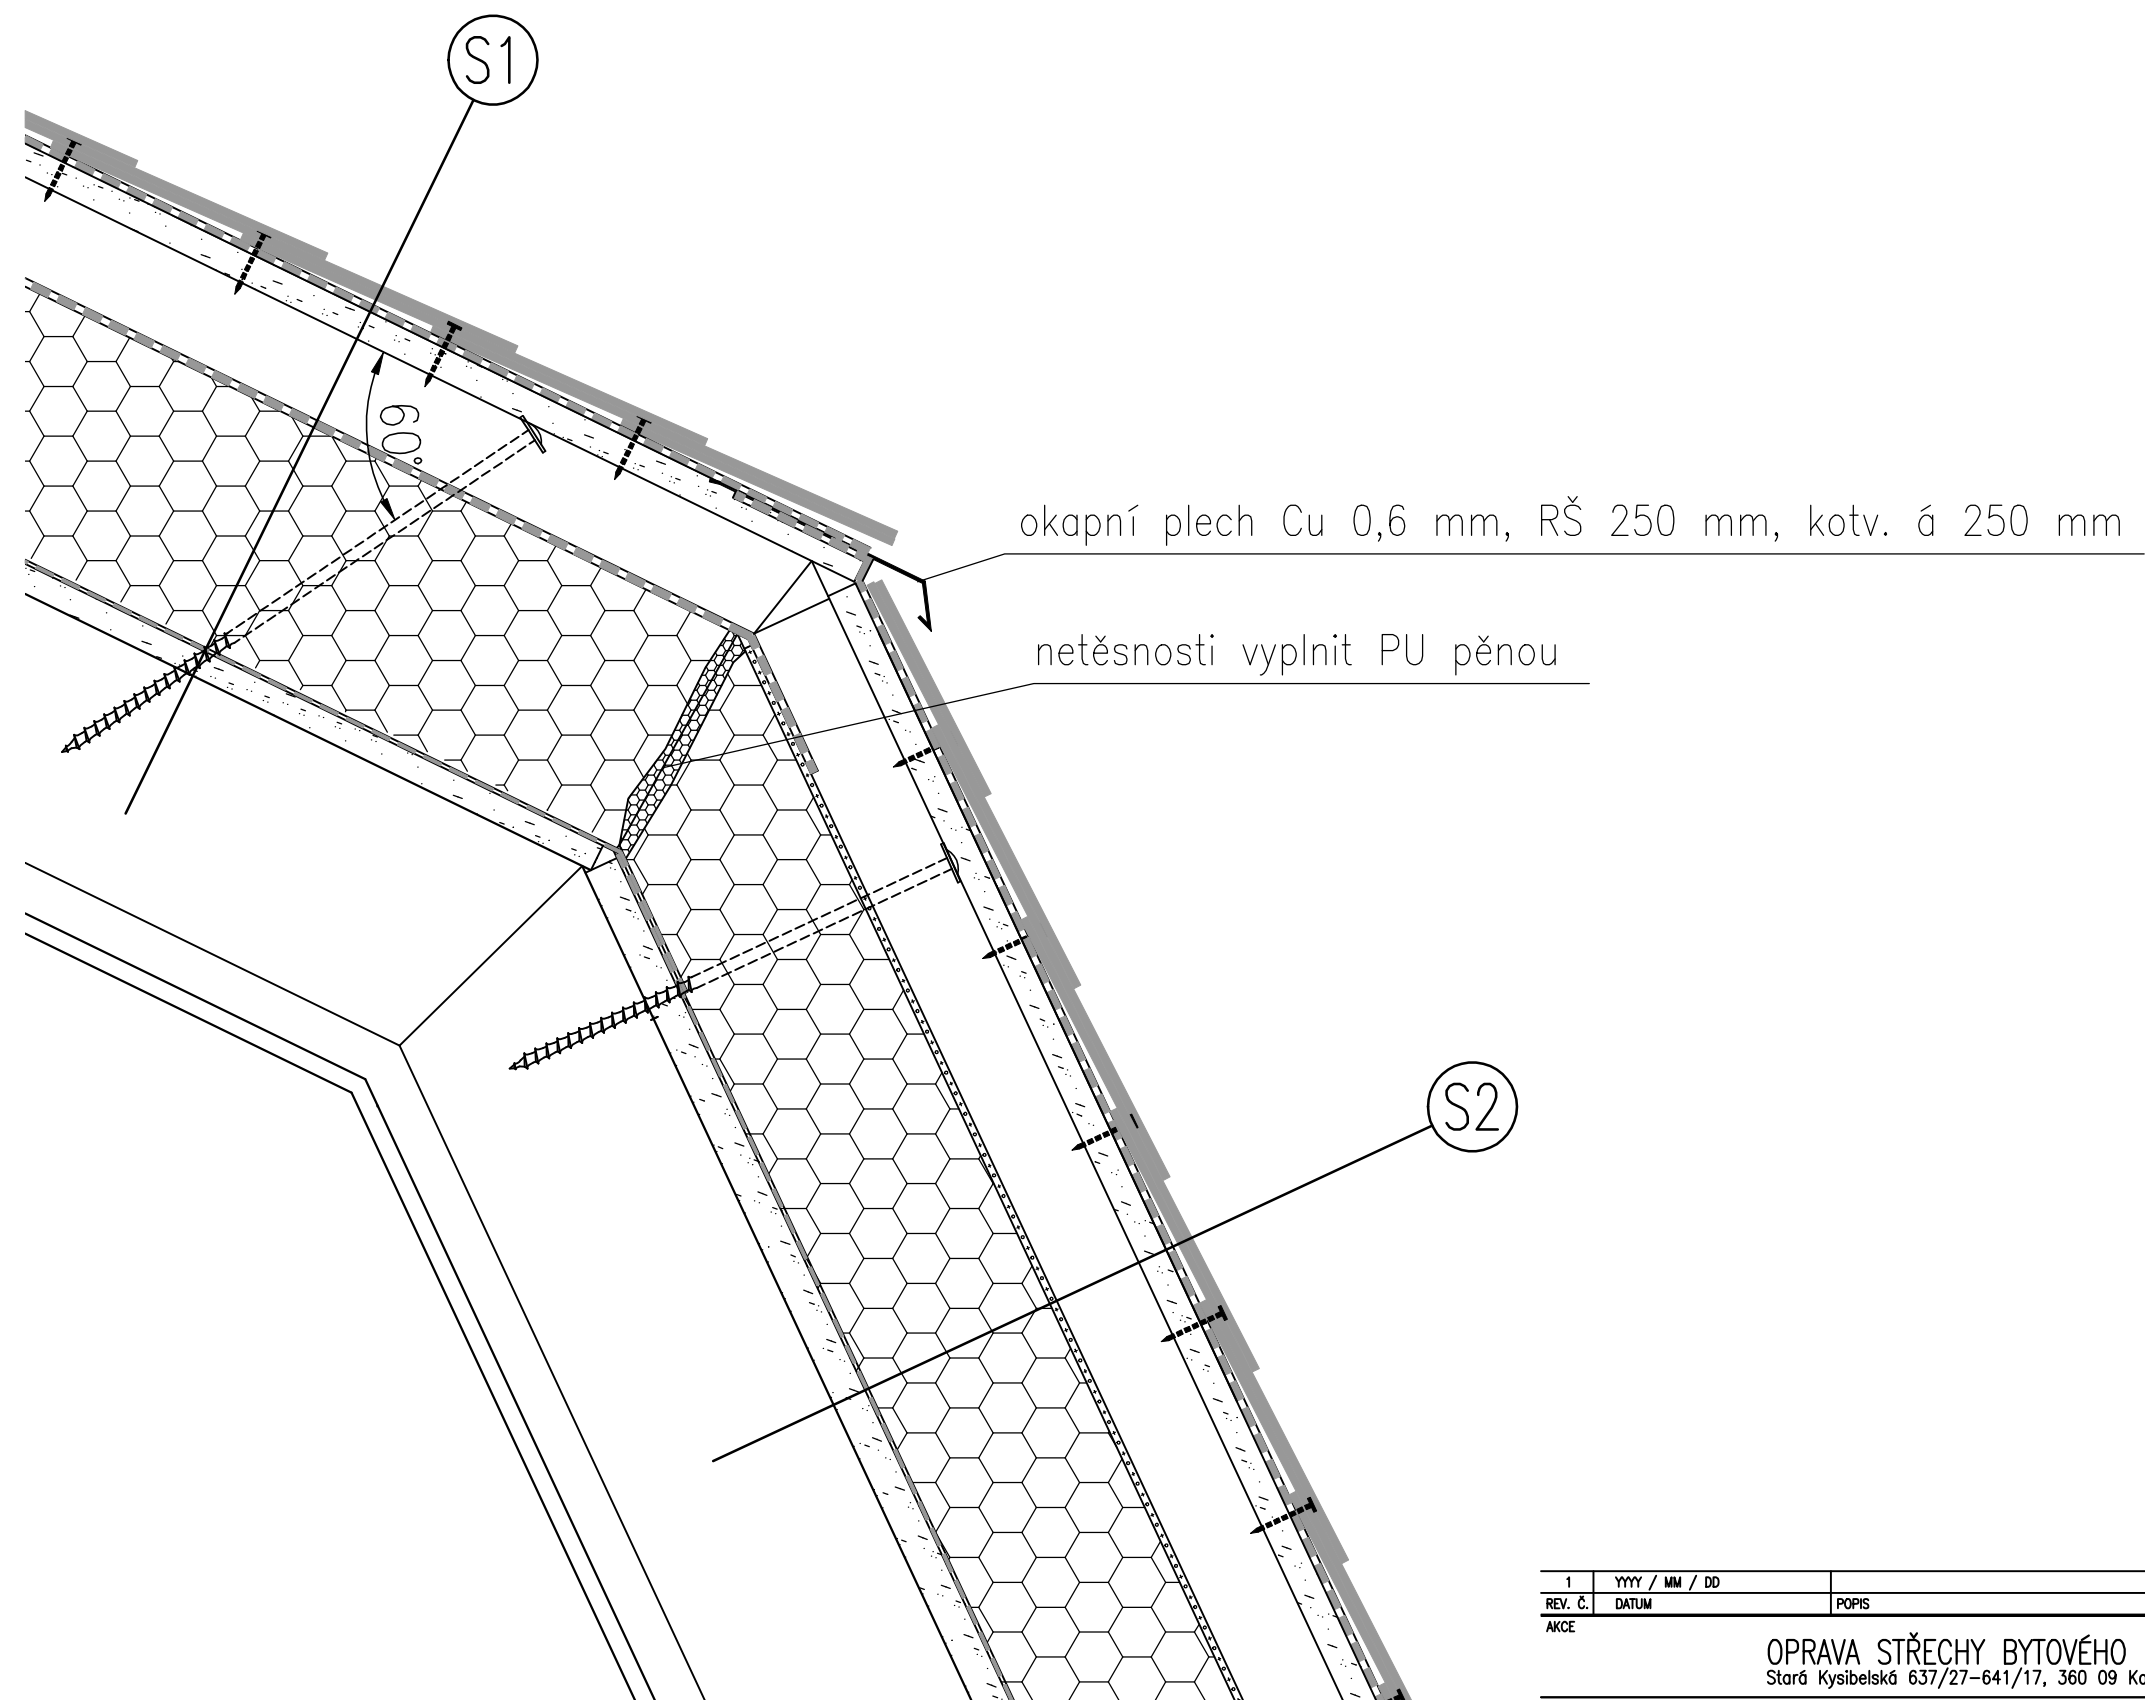 S1
60°
okapní plech Cu 0,6 mm, RŠ 250 mm, kotv. á 250 mm
netěsnosti vyplnit PU pěnou
S2
1 YYYY / MM / DD
REV. Č. DATUM POPIS
AKCE
OPRAVA STŘECHY BYTOVÉHO
Stará Kysibelská 637/27-641/17, 360 09